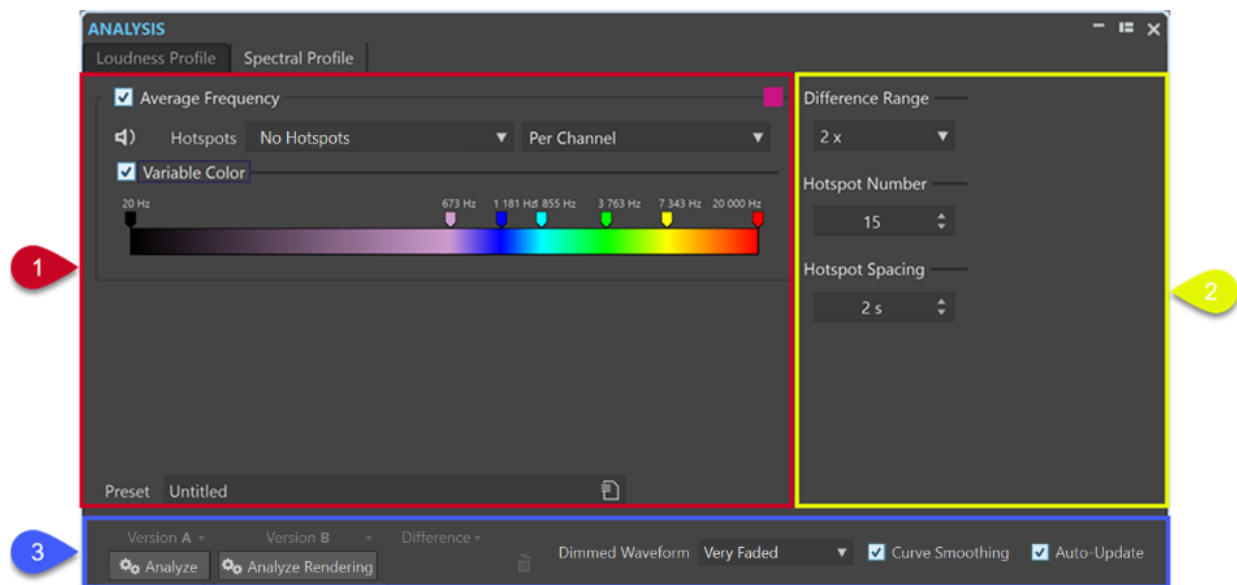 ANALYSIS
Loudness Profile Spectral Profile
Average Frequency
Hotspots No Hotspots Per Channel
Variable Color
20 Hz 673 Hz 1 181 Hz 855 Hz 3 763 Hz 7 343 Hz 20 000 Hz
Preset Untitled
1
Difference Range
2 x
Hotspot Number
15
Hotspot Spacing
2 s
2
3
Version A Version B Difference
Analyze Analyze Rendering Dimmed Waveform Very Faded Curve Smoothing Auto-Update